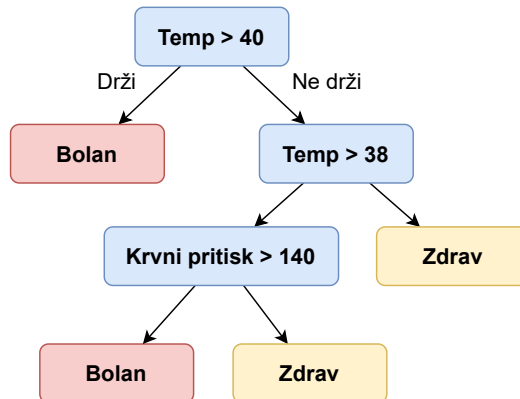 Temp > 40
Drži
Ne drži
Bolan
Temp > 38
Krvni pritisk > 140
Zdrav
Bolan
Zdrav